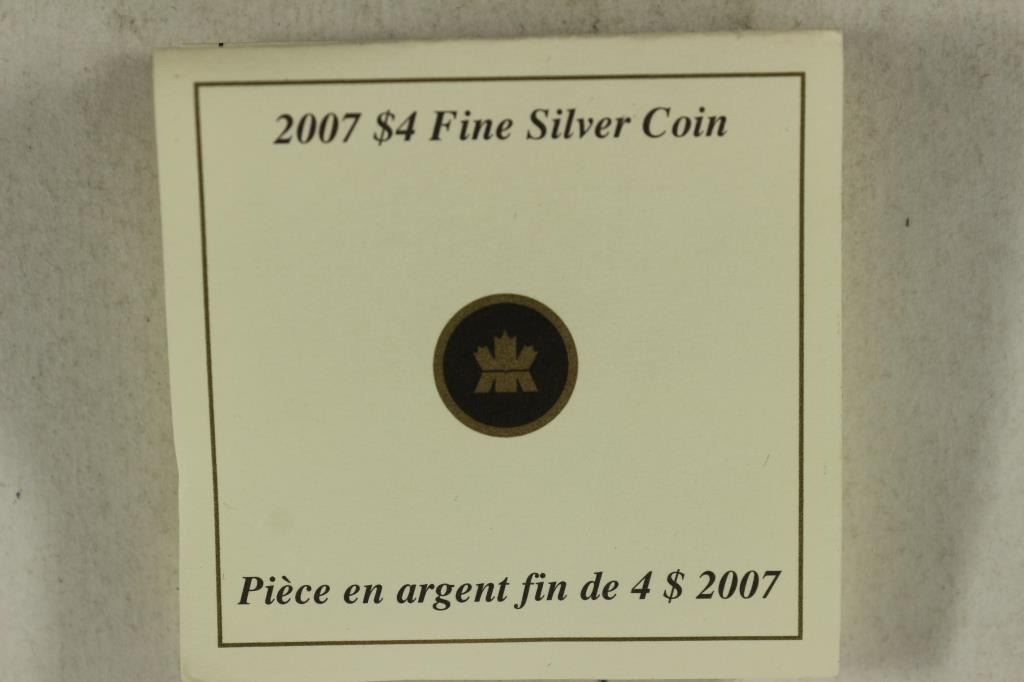 2007 $4 Fine Silver Coin
Pièce en argent fin de 4 $ 2007